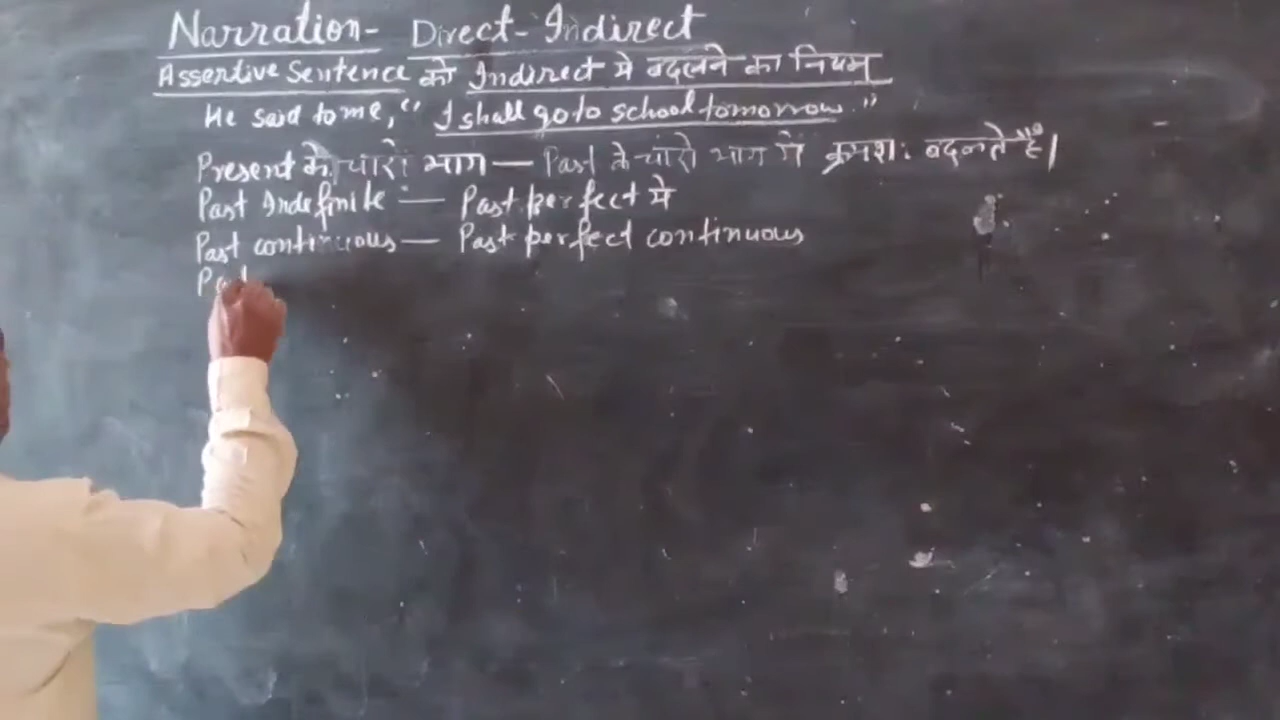 Narration- Direct-Indirect
Assertive Sentence को Indirect मे बदलने का नियम
He said to me, "I shall go to school tomorrow."
Present के चारो भाग — Past के चारो भाग मे क्रमशः बदलते हैं।
Past Indefinite — Past perfect मे
Past continuous — Past perfect continuous
Past